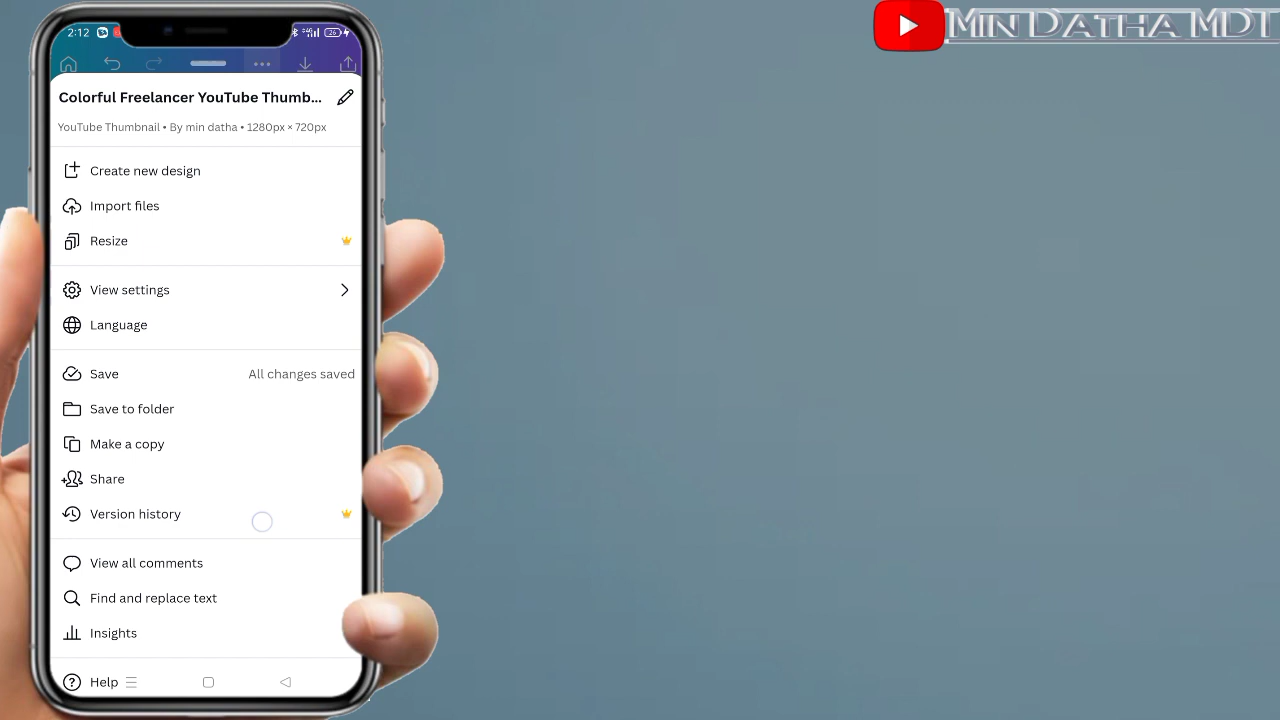 MIN DATHA MDT
2:12
26
Colorful Freelancer YouTube Thumb...
YouTube Thumbnail • By min datha • 1280px × 720px
Create new design
Import files
Resize
View settings
Language
Save All changes saved
Save to folder
Make a copy
Share
Version history
View all comments
Find and replace text
Insights
Help